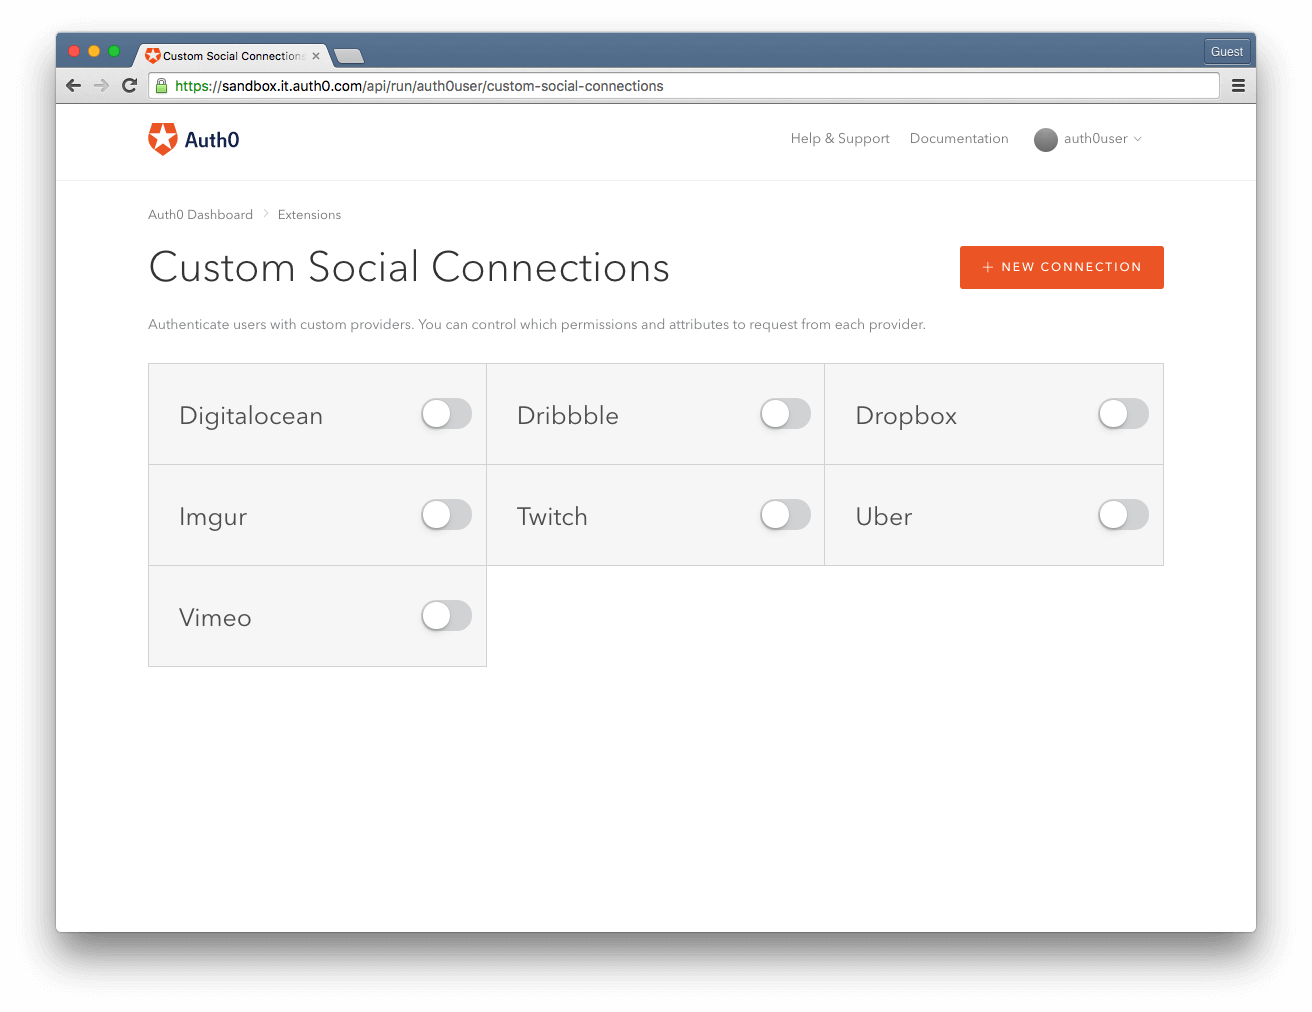 Custom Social Connections
Guest
https://sandbox.it.auth0.com/api/run/auth0user/custom-social-connections
Auth0
Help & Support
Documentation
auth0user
Auth0 Dashboard
Extensions
Custom Social Connections
+ NEW CONNECTION
Authenticate users with custom providers. You can control which permissions and attributes to request from each provider.
Digitalocean
Dribbble
Dropbox
Imgur
Twitch
Uber
Vimeo